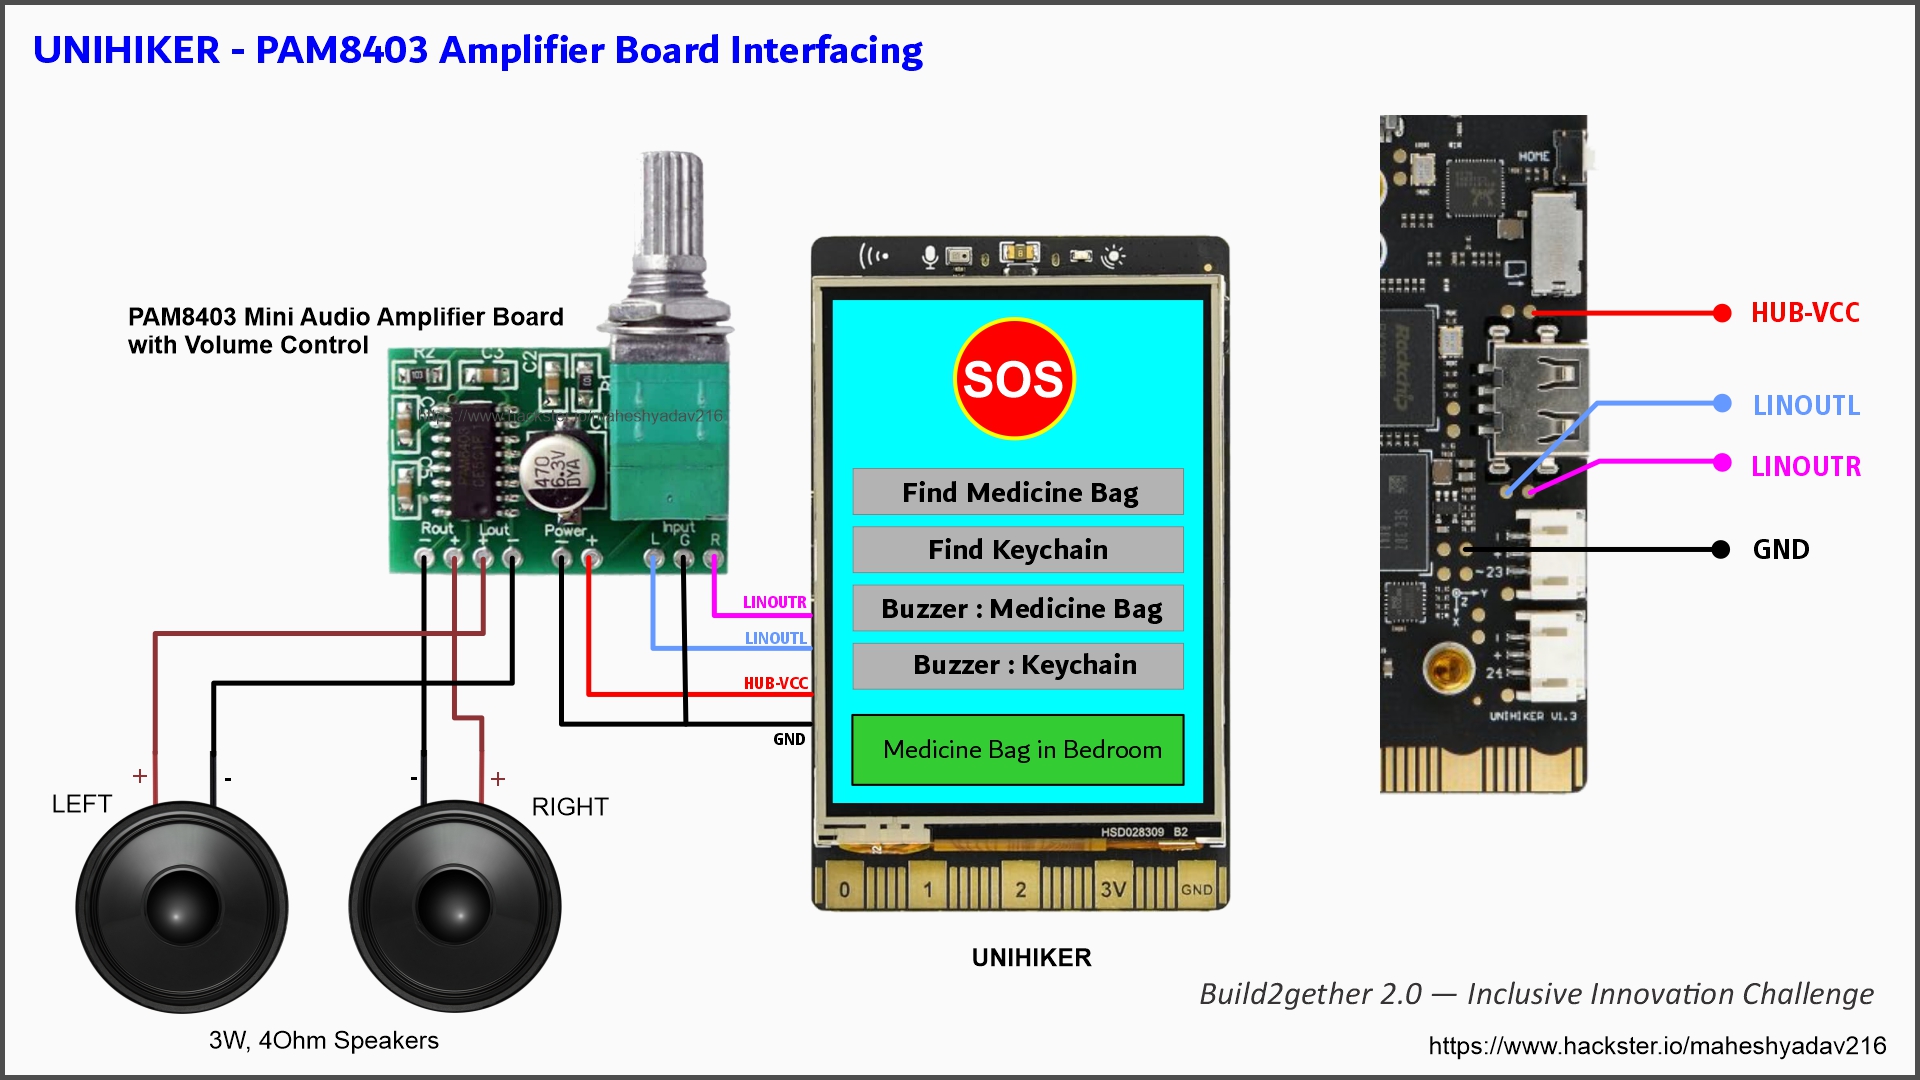 UNIHIKER - PAM8403 Amplifier Board Interfacing
PAM8403 Mini Audio Amplifier Board
with Volume Control
R2
C3
C2
R1
103
https://www.hackster.io/maheshyadav216
PAM8403
470
6.3V
DYA
Rout
Lout
Power
Input
- + + - - + L G R
LINOUTR
LINOUTL
HUB-VCC
GND
+
-
-
+
LEFT
RIGHT
3W, 4Ohm Speakers
SOS
Find Medicine Bag
Find Keychain
Buzzer : Medicine Bag
Buzzer : Keychain
Medicine Bag in Bedroom
HSD028309 B2
0 1 2 3V GND
UNIHIKER
HOME
Rockchip
HUB-VCC
LINOUTL
LINOUTR
GND
~23
Y
Z
X
+
24
UNIHIKER V1.3
Build2gether 2.0 — Inclusive Innovation Challenge
https://www.hackster.io/maheshyadav216